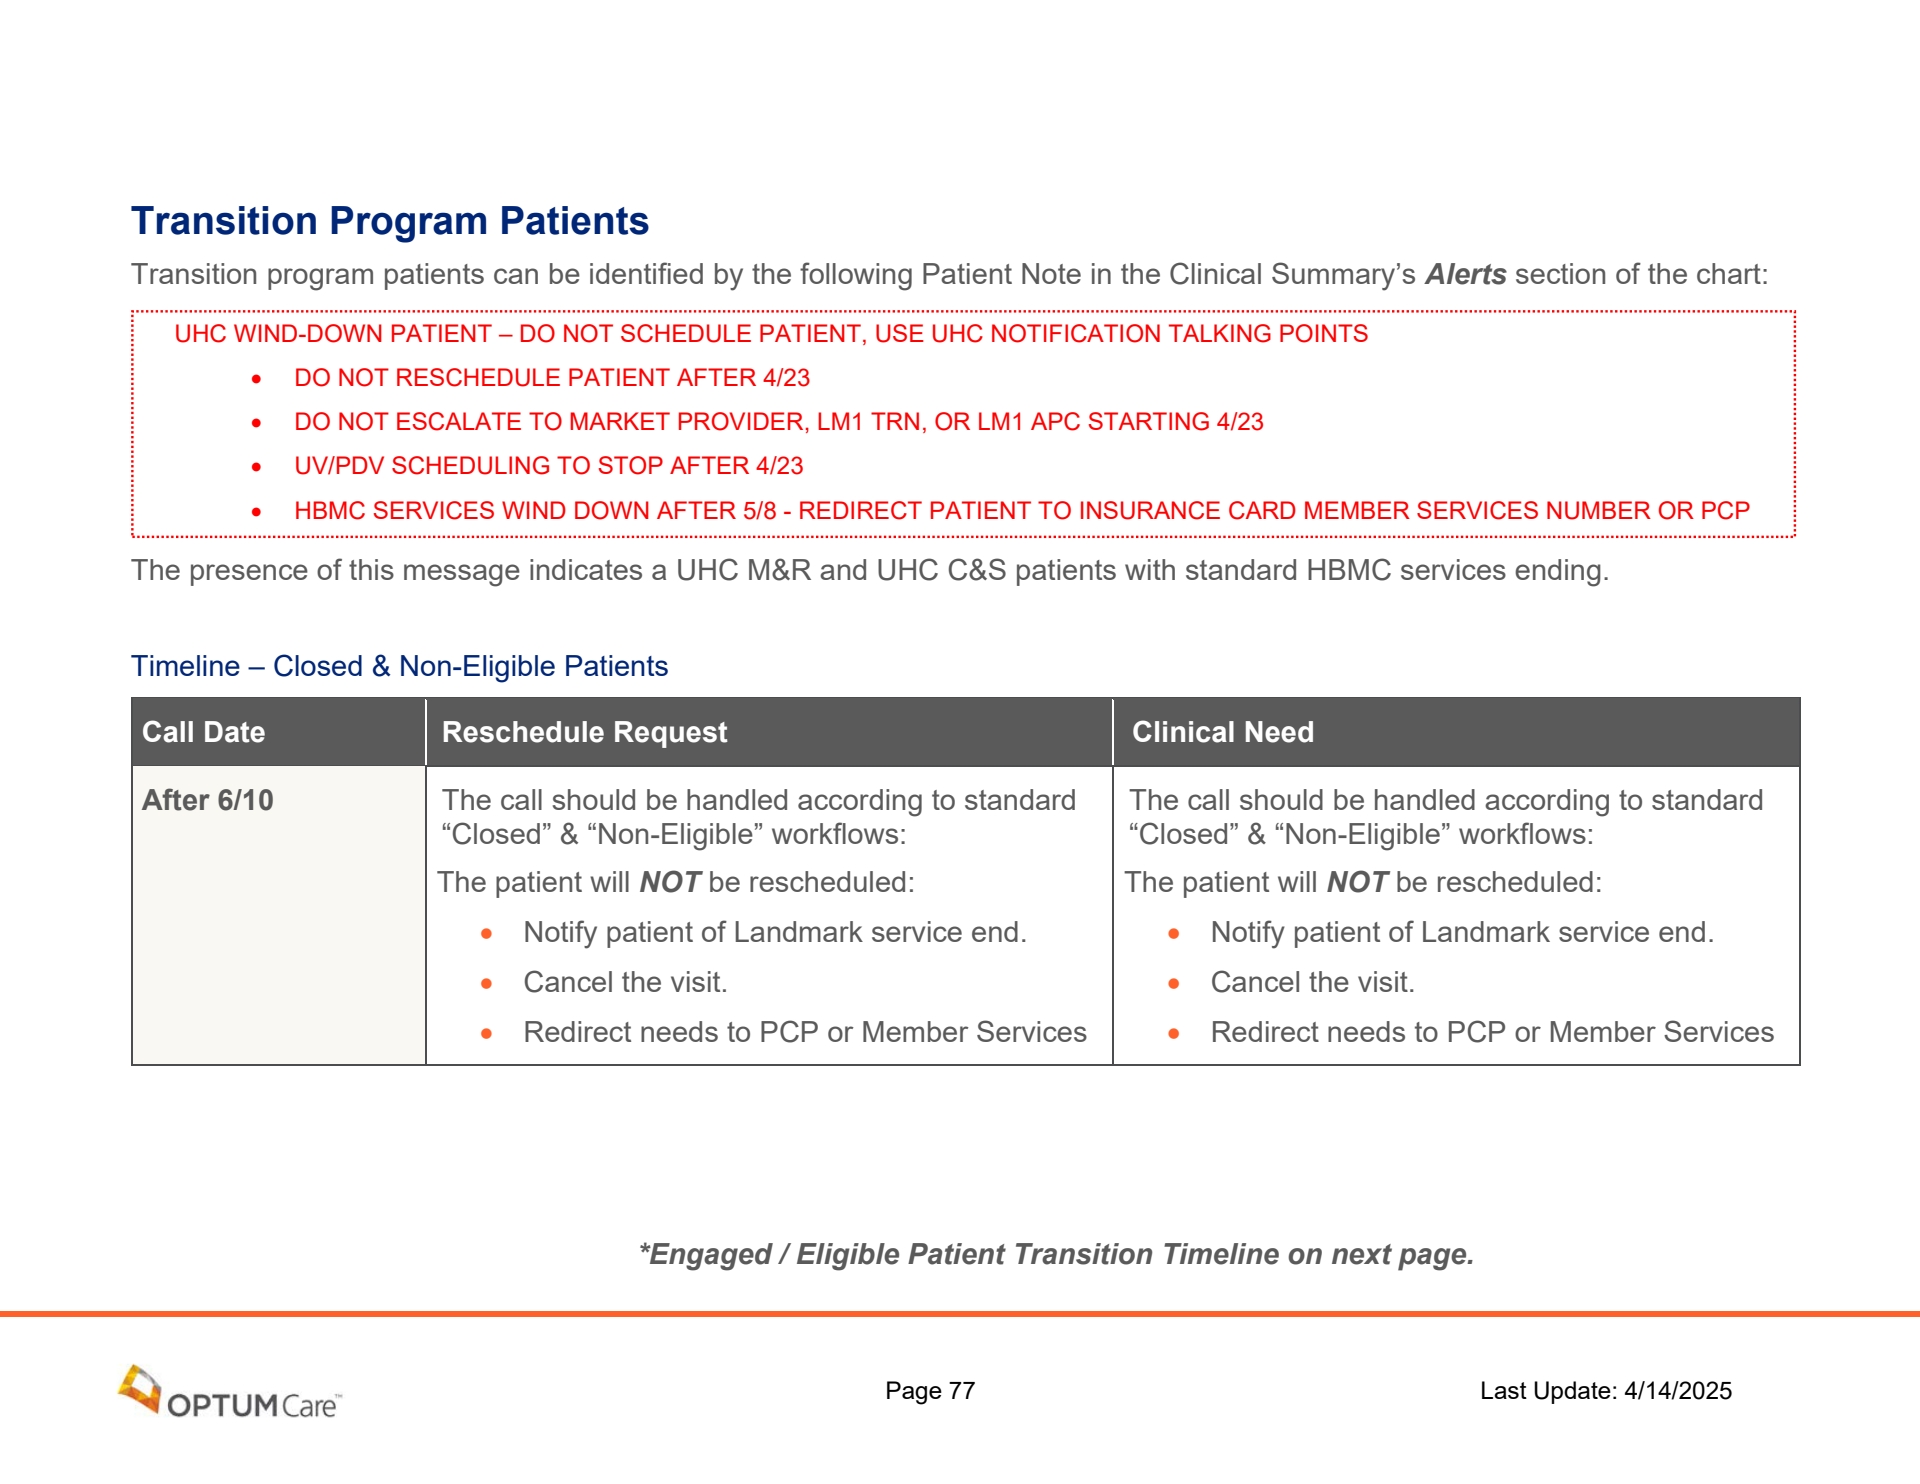 Transition Program Patients
Transition program patients can be identified by the following Patient Note in the Clinical Summary’s Alerts section of the chart:
UHC WIND-DOWN PATIENT – DO NOT SCHEDULE PATIENT, USE UHC NOTIFICATION TALKING POINTS
• DO NOT RESCHEDULE PATIENT AFTER 4/23
• DO NOT ESCALATE TO MARKET PROVIDER, LM1 TRN, OR LM1 APC STARTING 4/23
• UV/PDV SCHEDULING TO STOP AFTER 4/23
• HBMC SERVICES WIND DOWN AFTER 5/8 - REDIRECT PATIENT TO INSURANCE CARD MEMBER SERVICES NUMBER OR PCP
The presence of this message indicates a UHC M&R and UHC C&S patients with standard HBMC services ending.
Timeline – Closed & Non-Eligible Patients
Call Date
Reschedule Request
Clinical Need
After 6/10
The call should be handled according to standard
“Closed” & “Non-Eligible” workflows:
The patient will NOT be rescheduled:
• Notify patient of Landmark service end.
• Cancel the visit.
• Redirect needs to PCP or Member Services
The call should be handled according to standard
“Closed” & “Non-Eligible” workflows:
The patient will NOT be rescheduled:
• Notify patient of Landmark service end.
• Cancel the visit.
• Redirect needs to PCP or Member Services
*Engaged / Eligible Patient Transition Timeline on next page.
OPTUM Care™
Page 77
Last Update: 4/14/2025